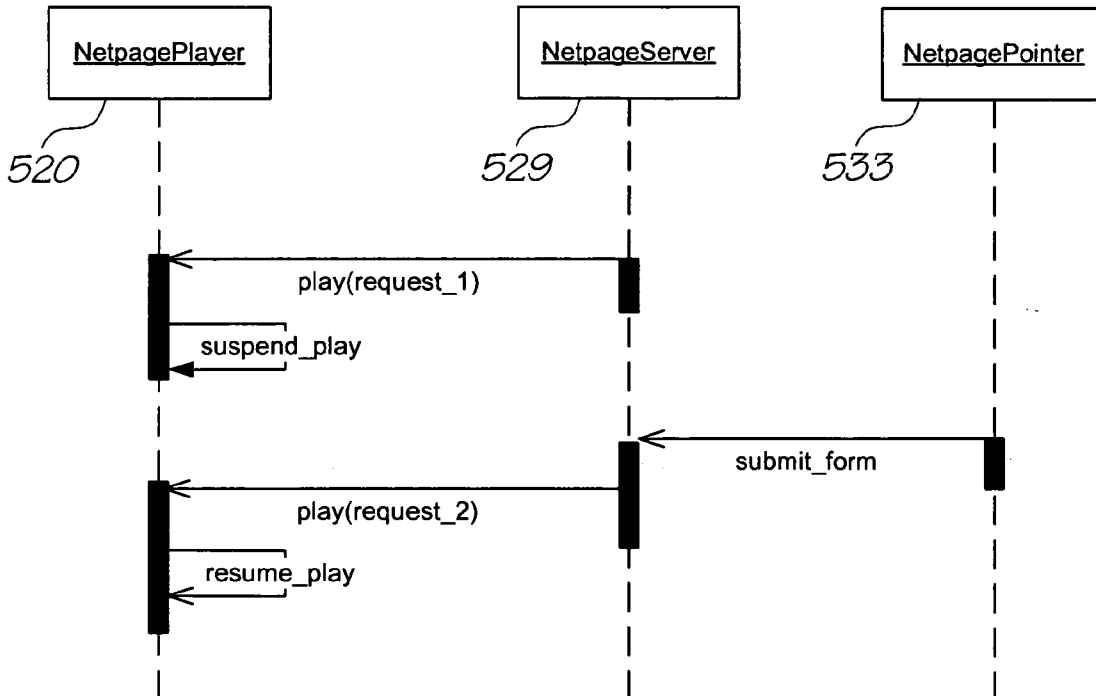 NetpagePlayer
NetpageServer
NetpagePointer
520
529
533
play(request_1)
suspend_play
submit_form
play(request_2)
resume_play